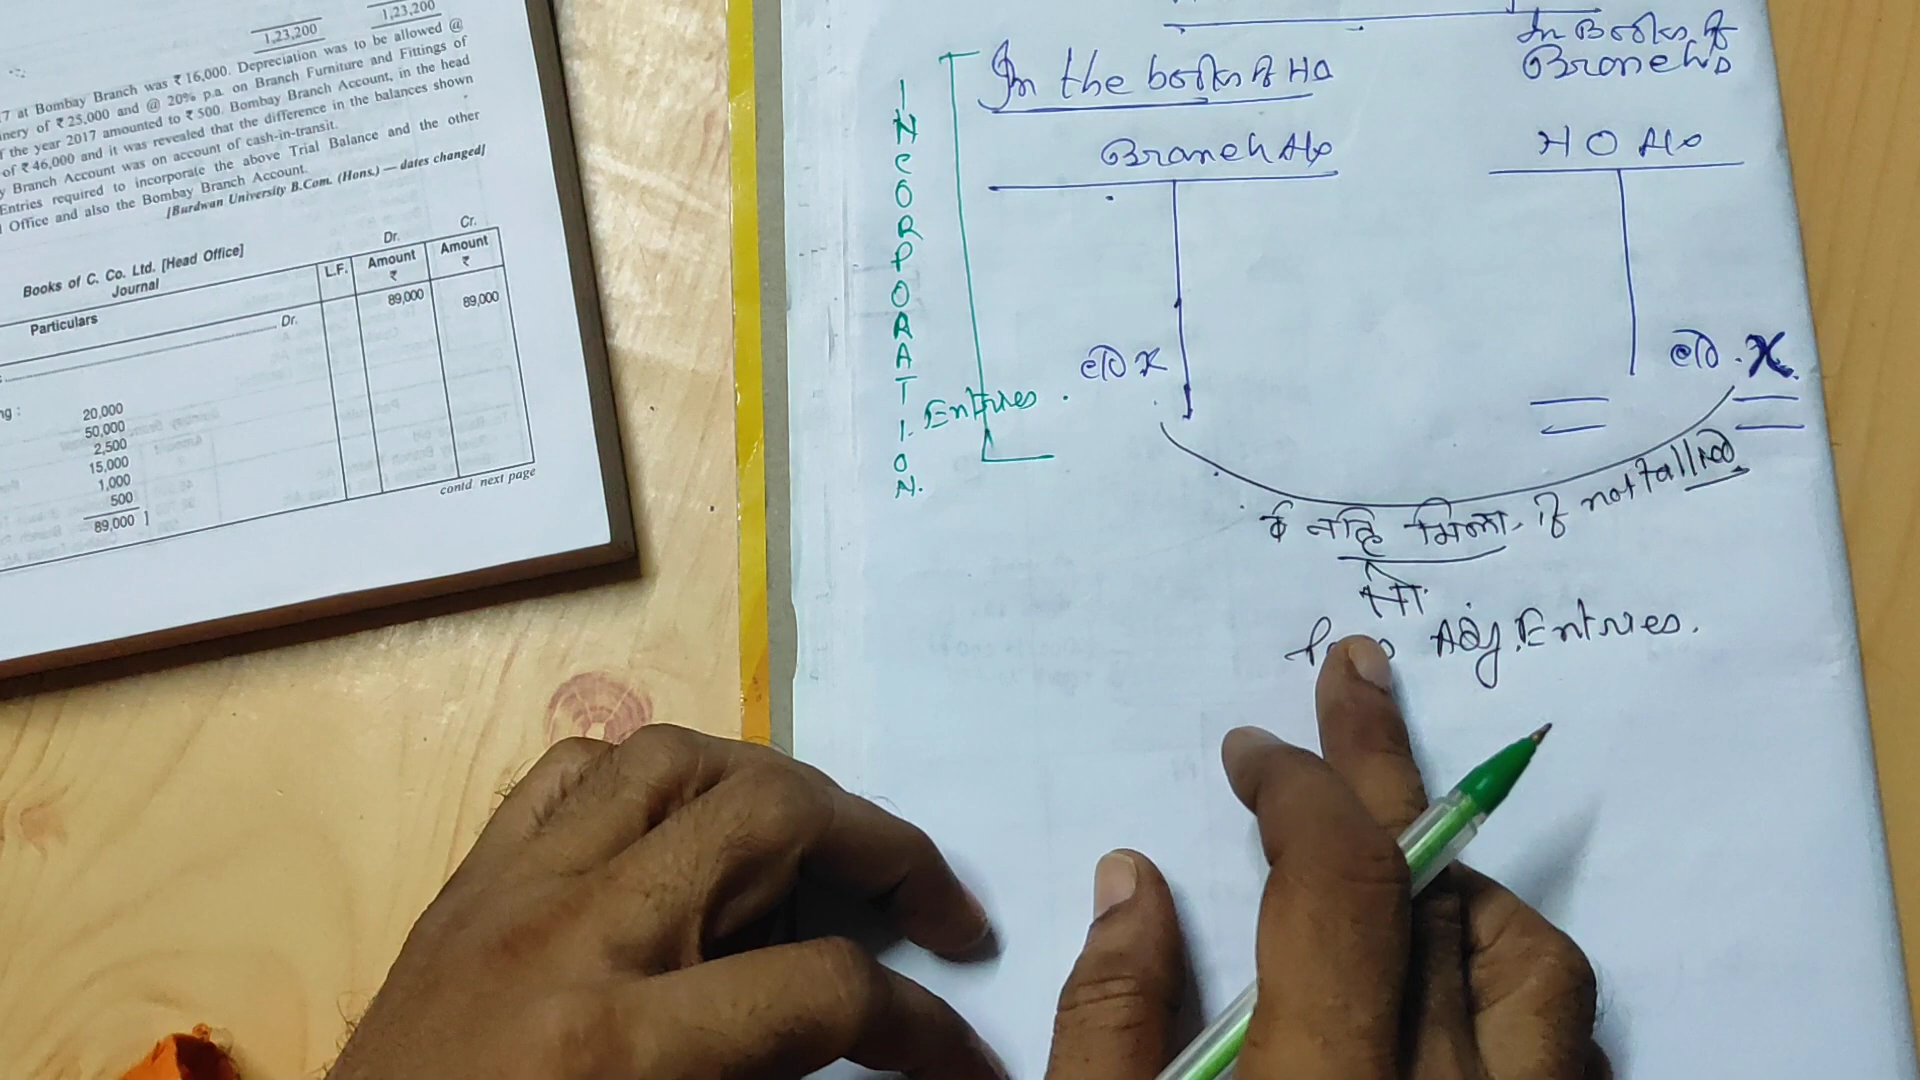 1,23,200
1,23,200
7 at Bombay Branch was ₹ 16,000. Depreciation was to be allowed @
inery of ₹ 25,000 and @ 20% p.a. on Branch Furniture and Fittings of
f the year 2017 amounted to ₹ 500. Bombay Branch Account, in the head
of ₹ 46,000 and it was revealed that the difference in the balances shown
y Branch Account was on account of cash-in-transit.
Entries required to incorporate the above Trial Balance and the other
Office and also the Bombay Branch Account.
[Burdwan University B.Com. (Hons.) — dates changed]
Books of C. Co. Ltd. [Head Office]
Journal
Dr.
Cr.
Particulars
L.F.
Amount
₹
Amount
₹
Dr.
89,000
89,000
ng :
20,000
50,000
2,500
15,000
1,000
500
89,000 ]
contd next page
INCORPORATION.
Entries.
In the books of HO
Branch A/c
In Books of
Branch
HO A/c
x
x
नहि मिला. if not tallied
तो
Adj. Entries.